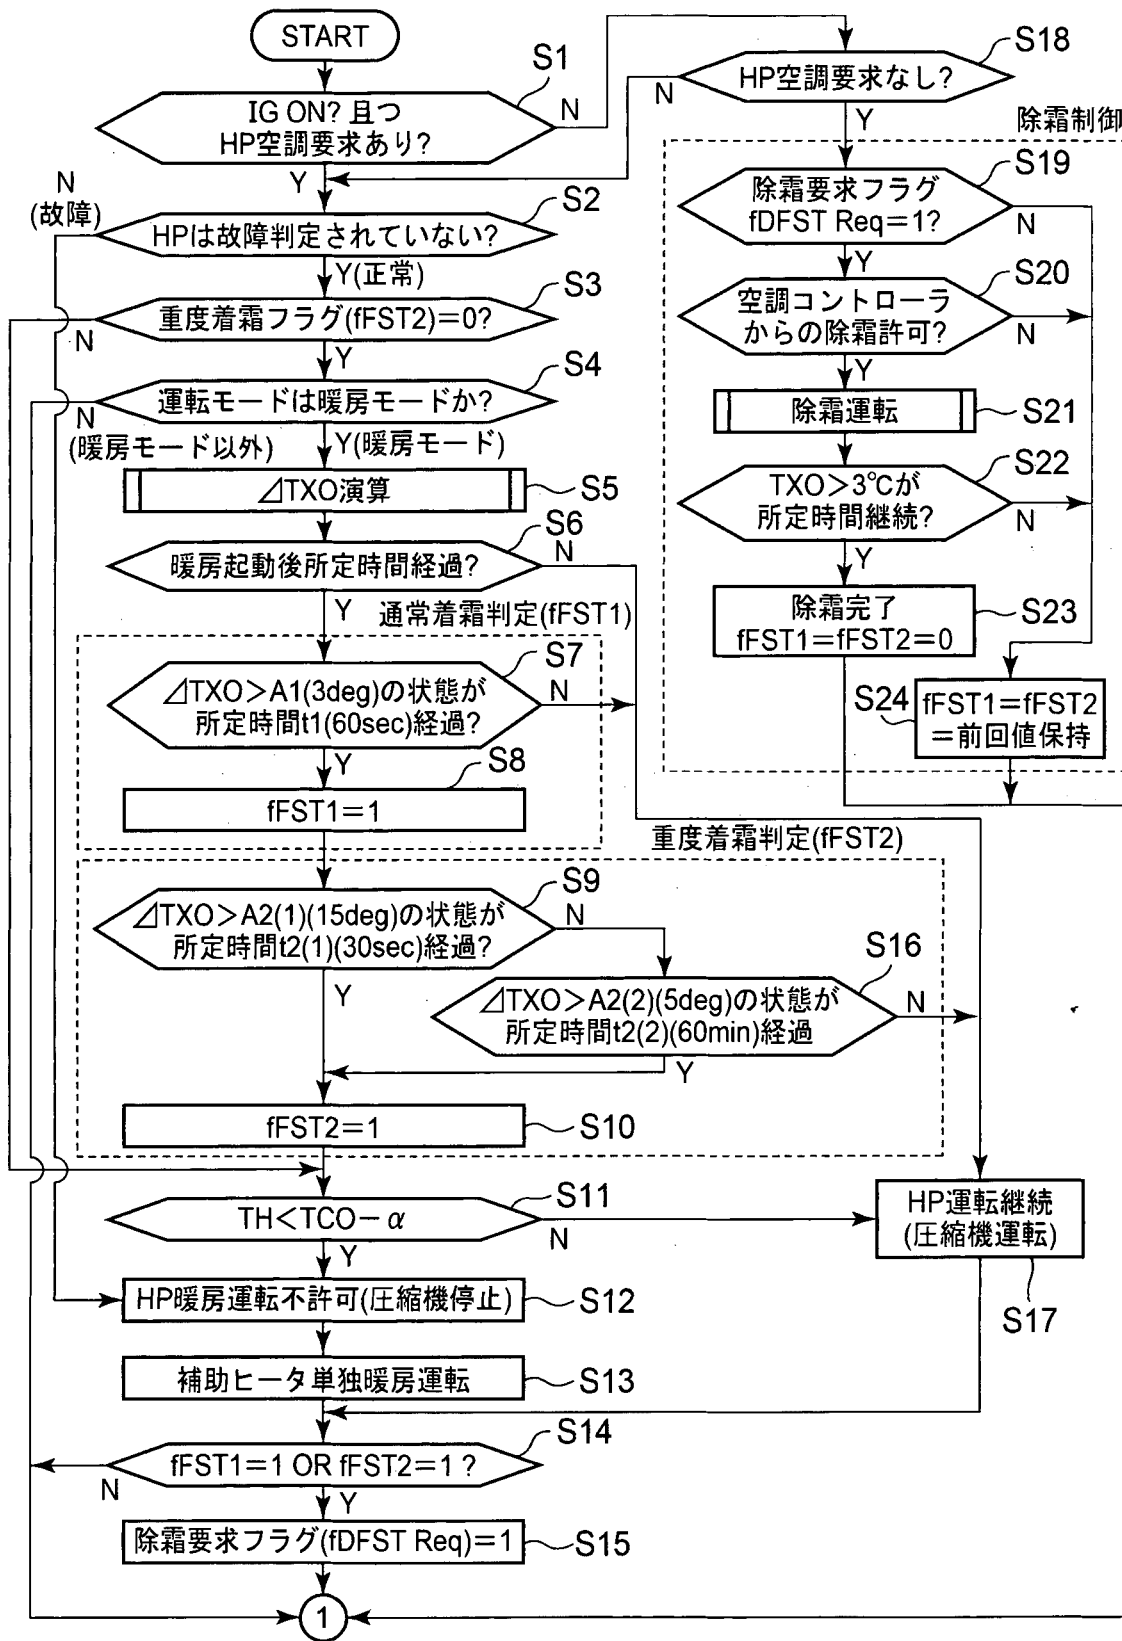 START
S1
IG ON? 且つ
HP空調要求あり?
N
Y
S18
HP空調要求なし?
N
Y
除霜制御
N
(故障)
S2
HPは故障判定されていない?
Y(正常)
S3
重度着霜フラグ(fFST2)=0?
N
Y
S4
運転モードは暖房モードか?
N
(暖房モード以外)
Y(暖房モード)
⊿TXO演算
S5
S6
暖房起動後所定時間経過?
N
Y
通常着霜判定(fFST1)
S7
⊿TXO>A1(3deg)の状態が
所定時間t1(60sec)経過?
N
Y
S8
fFST1=1
S19
除霜要求フラグ
fDFST Req=1?
N
Y
S20
空調コントローラ
からの除霜許可?
N
Y
除霜運転
S21
S22
TXO>3℃が
所定時間継続?
N
Y
除霜完了
fFST1=fFST2=0
S23
S24
fFST1=fFST2
=前回値保持
重度着霜判定(fFST2)
S9
⊿TXO>A2(1)(15deg)の状態が
所定時間t2(1)(30sec)経過?
N
Y
S16
⊿TXO>A2(2)(5deg)の状態が
所定時間t2(2)(60min)経過
N
Y
fFST2=1
S10
S11
TH<TCO-α
N
Y
HP運転継続
(圧縮機運転)
S17
HP暖房運転不許可(圧縮機停止)
S12
補助ヒータ単独暖房運転
S13
S14
fFST1=1 OR fFST2=1 ?
N
Y
除霜要求フラグ(fDFST Req)=1
S15
1